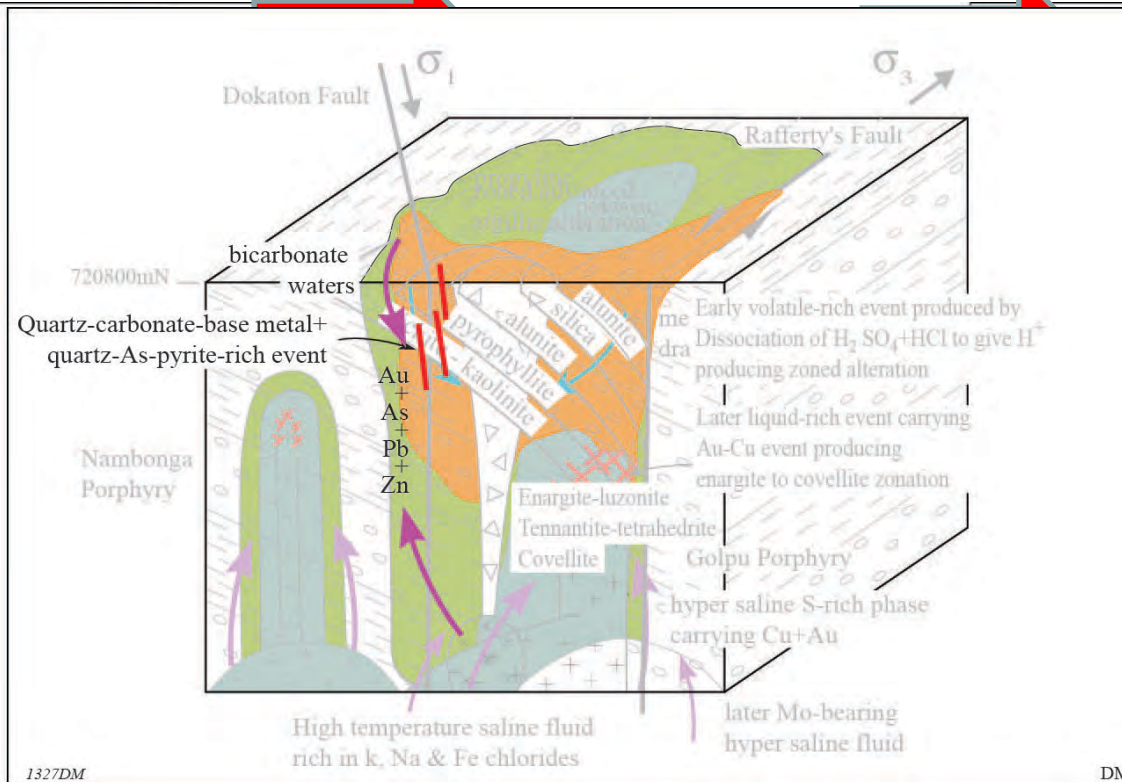 σ1
σ3
Dokaton Fault
Rafferty's Fault
bicarbonate
waters
720800mN
Quartz-carbonate-base metal+
quartz-As-pyrite-rich event
Au
+
As
+
Pb
+
Zn
pyrophyllite
- kaolinite
alunite
silica
alunite
me
dra
Early volatile-rich event produced by
Dissociation of H2 SO4+HCl to give H+
producing zoned alteration
Later liquid-rich event carrying
Au-Cu event producing
enargite to covellite zonation
Nambonga
Porphyry
Enargite-luzonite
Tennantite-tetrahedrite
Covellite
Golpu Porphyry
hyper saline S-rich phase
carrying Cu+Au
High temperature saline fluid
rich in k, Na & Fe chlorides
later Mo-bearing
hyper saline fluid
1327DM
DM